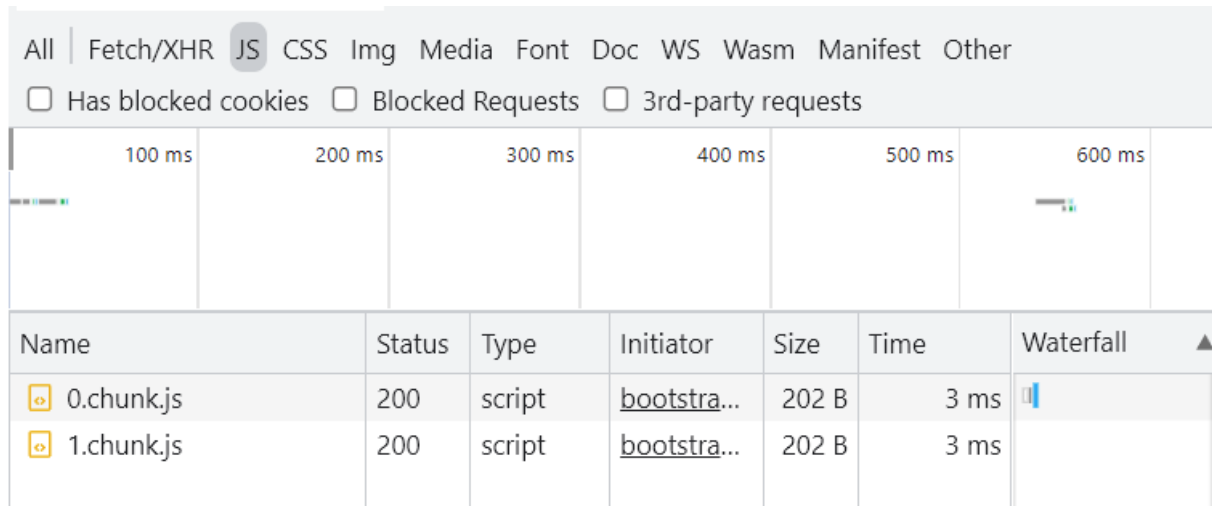 All Fetch/XHR JS CSS Img Media Font Doc WS Wasm Manifest Other
Has blocked cookies Blocked Requests 3rd-party requests
100 ms 200 ms 300 ms 400 ms 500 ms 600 ms
Name Status Type Initiator Size Time Waterfall
0.chunk.js 200 script bootstra... 202 B 3 ms
1.chunk.js 200 script bootstra... 202 B 3 ms